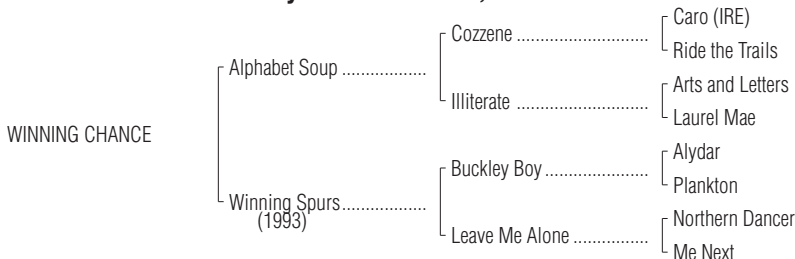 Caro (IRE)
Cozzene ............................
Ride the Trails
Alphabet Soup ..................
Arts and Letters
Illiterate ............................
Laurel Mae
WINNING CHANCE
Alydar
Buckley Boy ......................
Plankton
Winning Spurs..................
(1993)
Northern Dancer
Leave Me Alone ................
Me Next